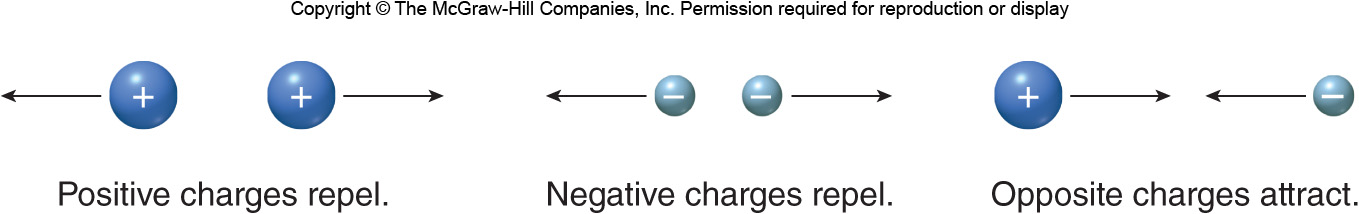 Copyright © The McGraw-Hill Companies, Inc. Permission required for reproduction or display
+ + − − + −
Positive charges repel. Negative charges repel. Opposite charges attract.